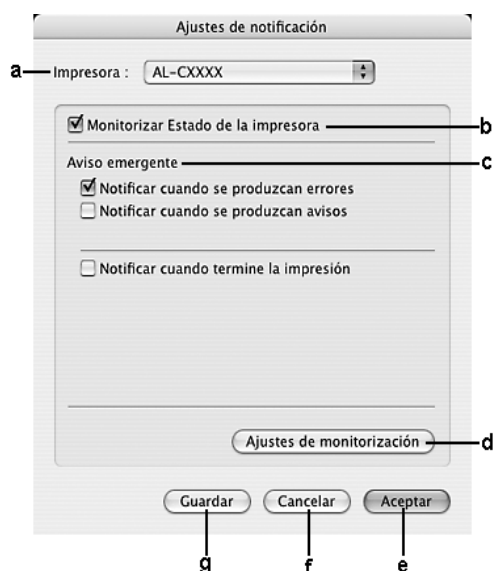 Ajustes de notificación
a Impresora : AL-CXXXX
Monitorizar Estado de la impresora b
Aviso emergente c
Notificar cuando se produzcan errores
Notificar cuando se produzcan avisos
Notificar cuando termine la impresión
Ajustes de monitorización d
Guardar Cancelar Aceptar
g f e